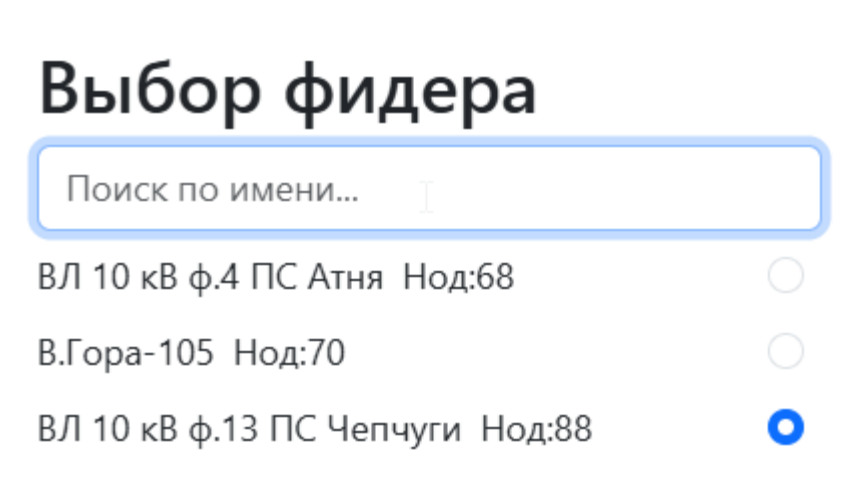 Выбор фидера
Поиск по имени...
ВЛ 10 кВ ф.4 ПС Атня Нод:68
В.Гора-105 Нод:70
ВЛ 10 кВ ф.13 ПС Чепчуги Нод:88